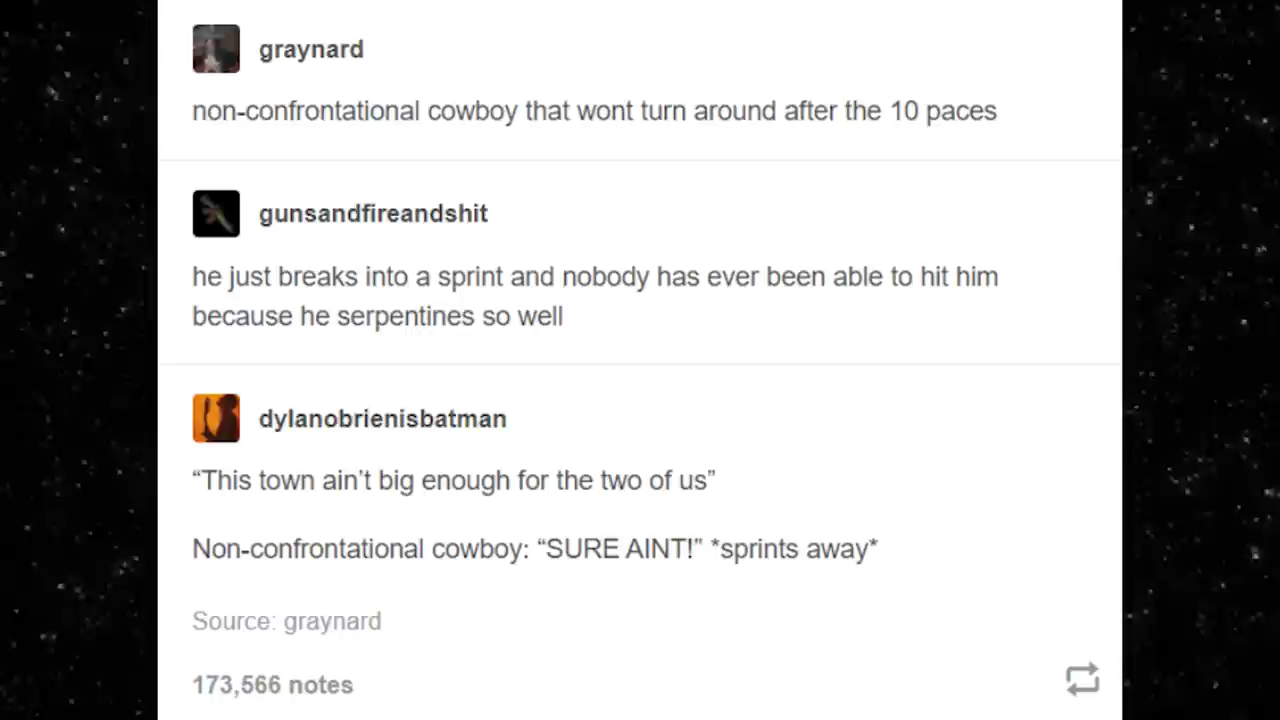 graynard
non-confrontational cowboy that wont turn around after the 10 paces
gunsandfireandshit
he just breaks into a sprint and nobody has ever been able to hit him
because he serpentines so well
dylanobrienisbatman
“This town ain’t big enough for the two of us”
Non-confrontational cowboy: “SURE AINT!” *sprints away*
Source: graynard
173,566 notes